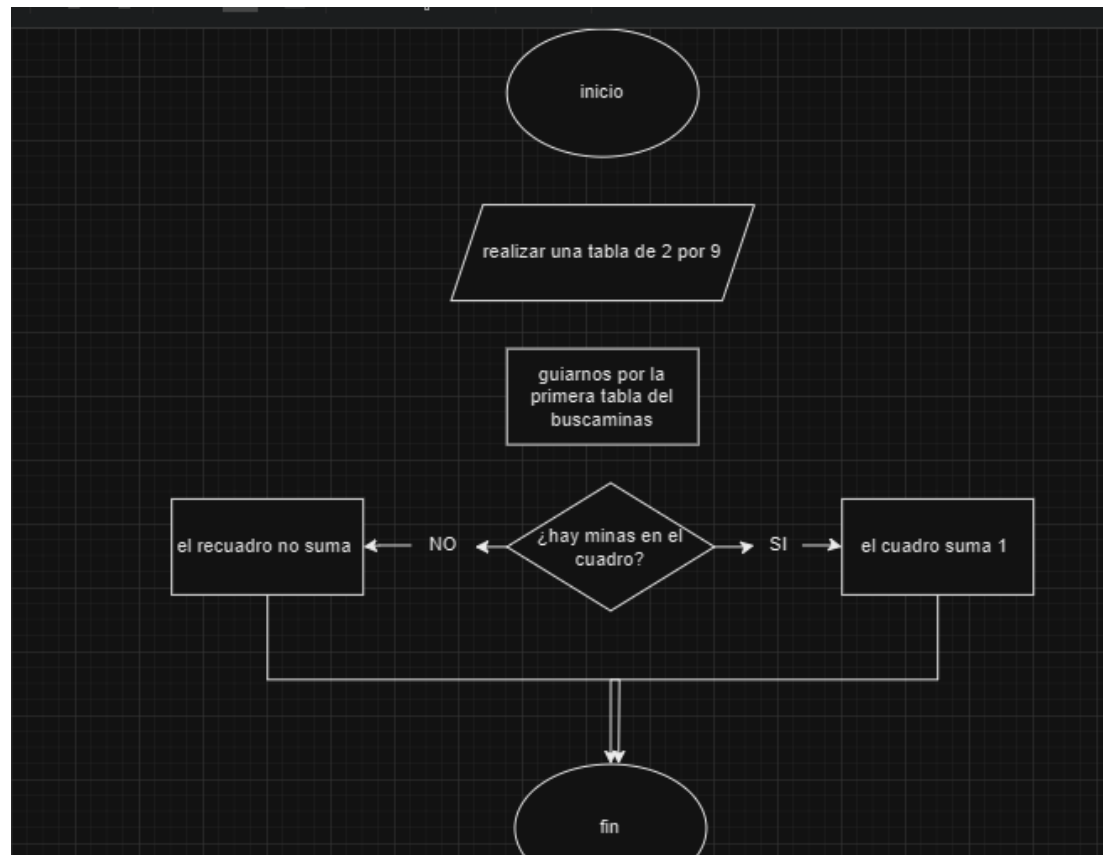 inicio
realizar una tabla de 2 por 9
guiarnos por la
primera tabla del
buscaminas
el recuadro no suma
NO
¿hay minas en el
cuadro?
SI
el cuadro suma 1
fin